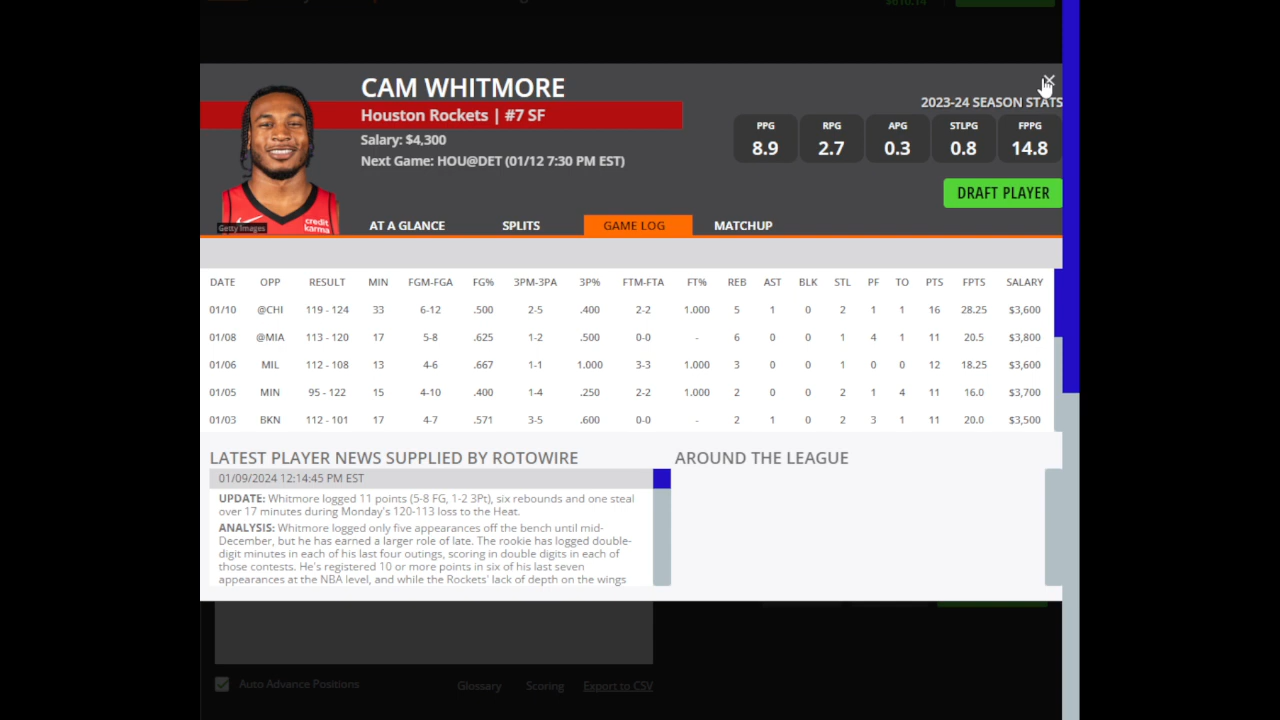 $610.14
CAM WHITMORE
Houston Rockets | #7 SF
Salary: $4,300
Next Game: HOU@DET (01/12 7:30 PM EST)
2023-24 SEASON STATS
PPG RPG APG STLPG FPPG
8.9 2.7 0.3 0.8 14.8
DRAFT PLAYER
credit
karma
Getty Images
AT A GLANCE SPLITS GAME LOG MATCHUP
DATE OPP RESULT MIN FGM-FGA FG% 3PM-3PA 3P% FTM-FTA FT% REB AST BLK STL PF TO PTS FPTS SALARY
01/10 @CHI 119 - 124 33 6-12 .500 2-5 .400 2-2 1.000 5 1 0 2 1 1 16 28.25 $3,600
01/08 @MIA 113 - 120 17 5-8 .625 1-2 .500 0-0 - 6 0 0 1 4 1 11 20.5 $3,800
01/06 MIL 112 - 108 13 4-6 .667 1-1 1.000 3-3 1.000 3 0 0 1 0 0 12 18.25 $3,600
01/05 MIN 95 - 122 15 4-10 .400 1-4 .250 2-2 1.000 2 0 0 2 1 4 11 16.0 $3,700
01/03 BKN 112 - 101 17 4-7 .571 3-5 .600 0-0 - 2 1 0 2 3 1 11 20.0 $3,500
LATEST PLAYER NEWS SUPPLIED BY ROTOWIRE
01/09/2024 12:14:45 PM EST
UPDATE: Whitmore logged 11 points (5-8 FG, 1-2 3Pt), six rebounds and one steal
over 17 minutes during Monday's 120-113 loss to the Heat.
ANALYSIS: Whitmore logged only five appearances off the bench until mid-
December, but he has earned a larger role of late. The rookie has logged double-
digit minutes in each of his last four outings, scoring in double digits in each of
those contests. He's registered 10 or more points in six of his last seven
appearances at the NBA level, and while the Rockets' lack of depth on the wings
AROUND THE LEAGUE
Auto Advance Positions
Glossary Scoring Export to CSV